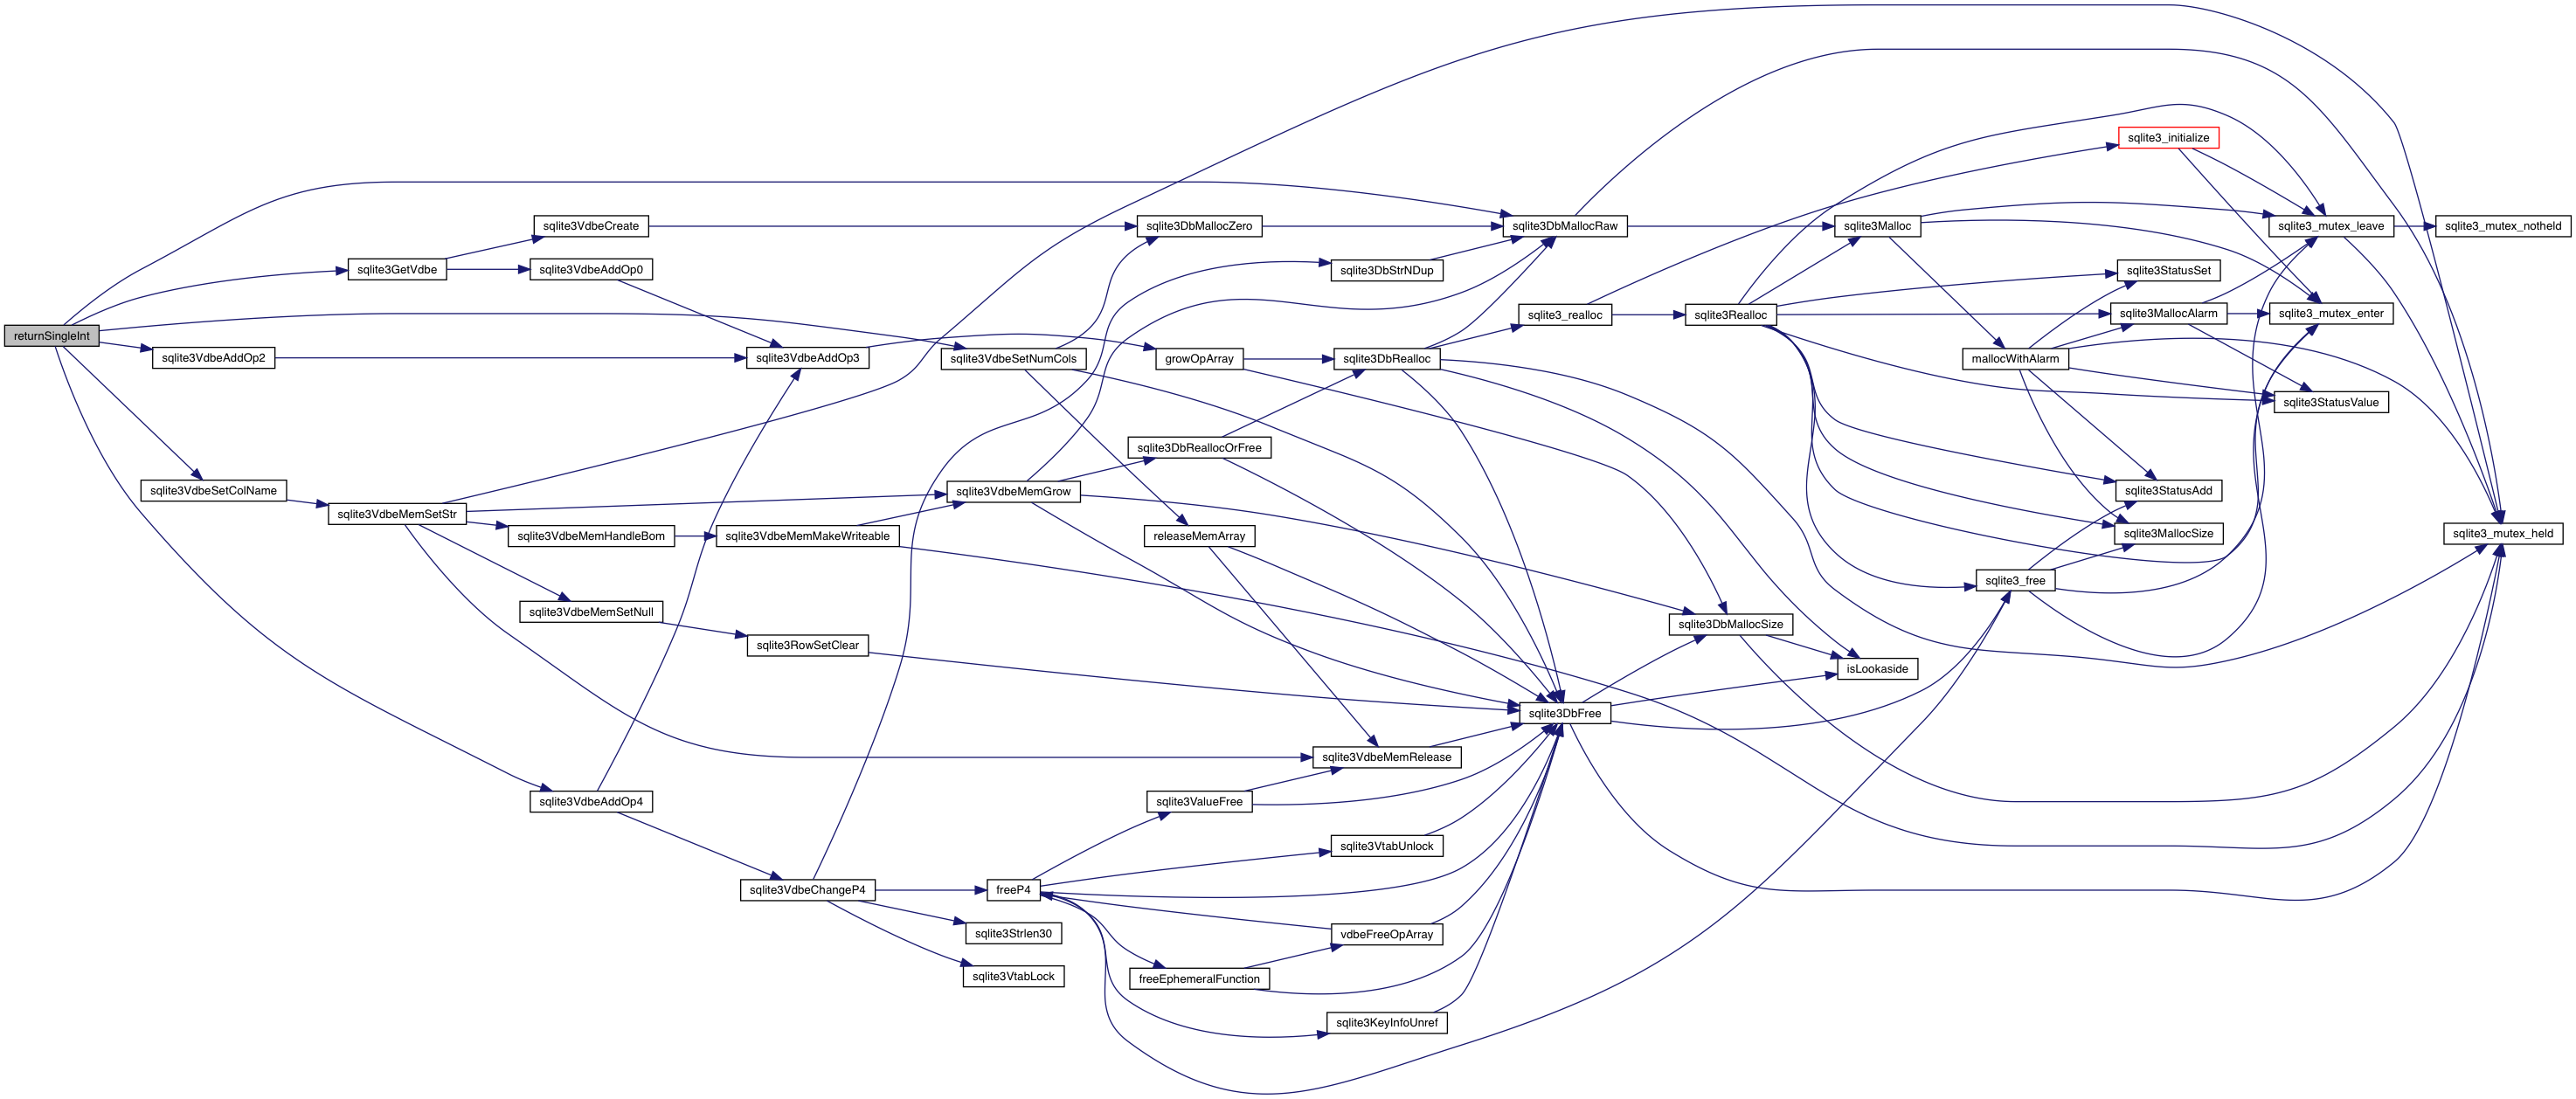 returnSingleInt
sqlite3VdbeAddOp2
sqlite3VdbeSetColName
sqlite3GetVdbe
sqlite3VdbeMemSetStr
sqlite3VdbeCreate
sqlite3VdbeAddOp0
sqlite3VdbeMemHandleBom
sqlite3VdbeMemSetNull
sqlite3VdbeAddOp4
sqlite3VdbeAddOp3
sqlite3VdbeMemMakeWriteable
sqlite3RowSetClear
sqlite3VdbeChangeP4
sqlite3VdbeSetNumCols
sqlite3VdbeMemGrow
freeP4
sqlite3Strlen30
sqlite3VtabLock
sqlite3DbMallocZero
growOpArray
sqlite3DbReallocOrFree
releaseMemArray
sqlite3ValueFree
freeEphemeralFunction
sqlite3DbStrNDup
sqlite3DbRealloc
sqlite3VdbeMemRelease
sqlite3VtabUnlock
vdbeFreeOpArray
sqlite3KeyInfoUnref
sqlite3DbMallocRaw
sqlite3_realloc
sqlite3DbFree
sqlite3Realloc
sqlite3DbMallocSize
sqlite3Malloc
isLookaside
mallocWithAlarm
sqlite3_free
sqlite3_initialize
sqlite3StatusSet
sqlite3MallocAlarm
sqlite3StatusAdd
sqlite3MallocSize
sqlite3_mutex_leave
sqlite3_mutex_enter
sqlite3StatusValue
sqlite3_mutex_notheld
sqlite3_mutex_held